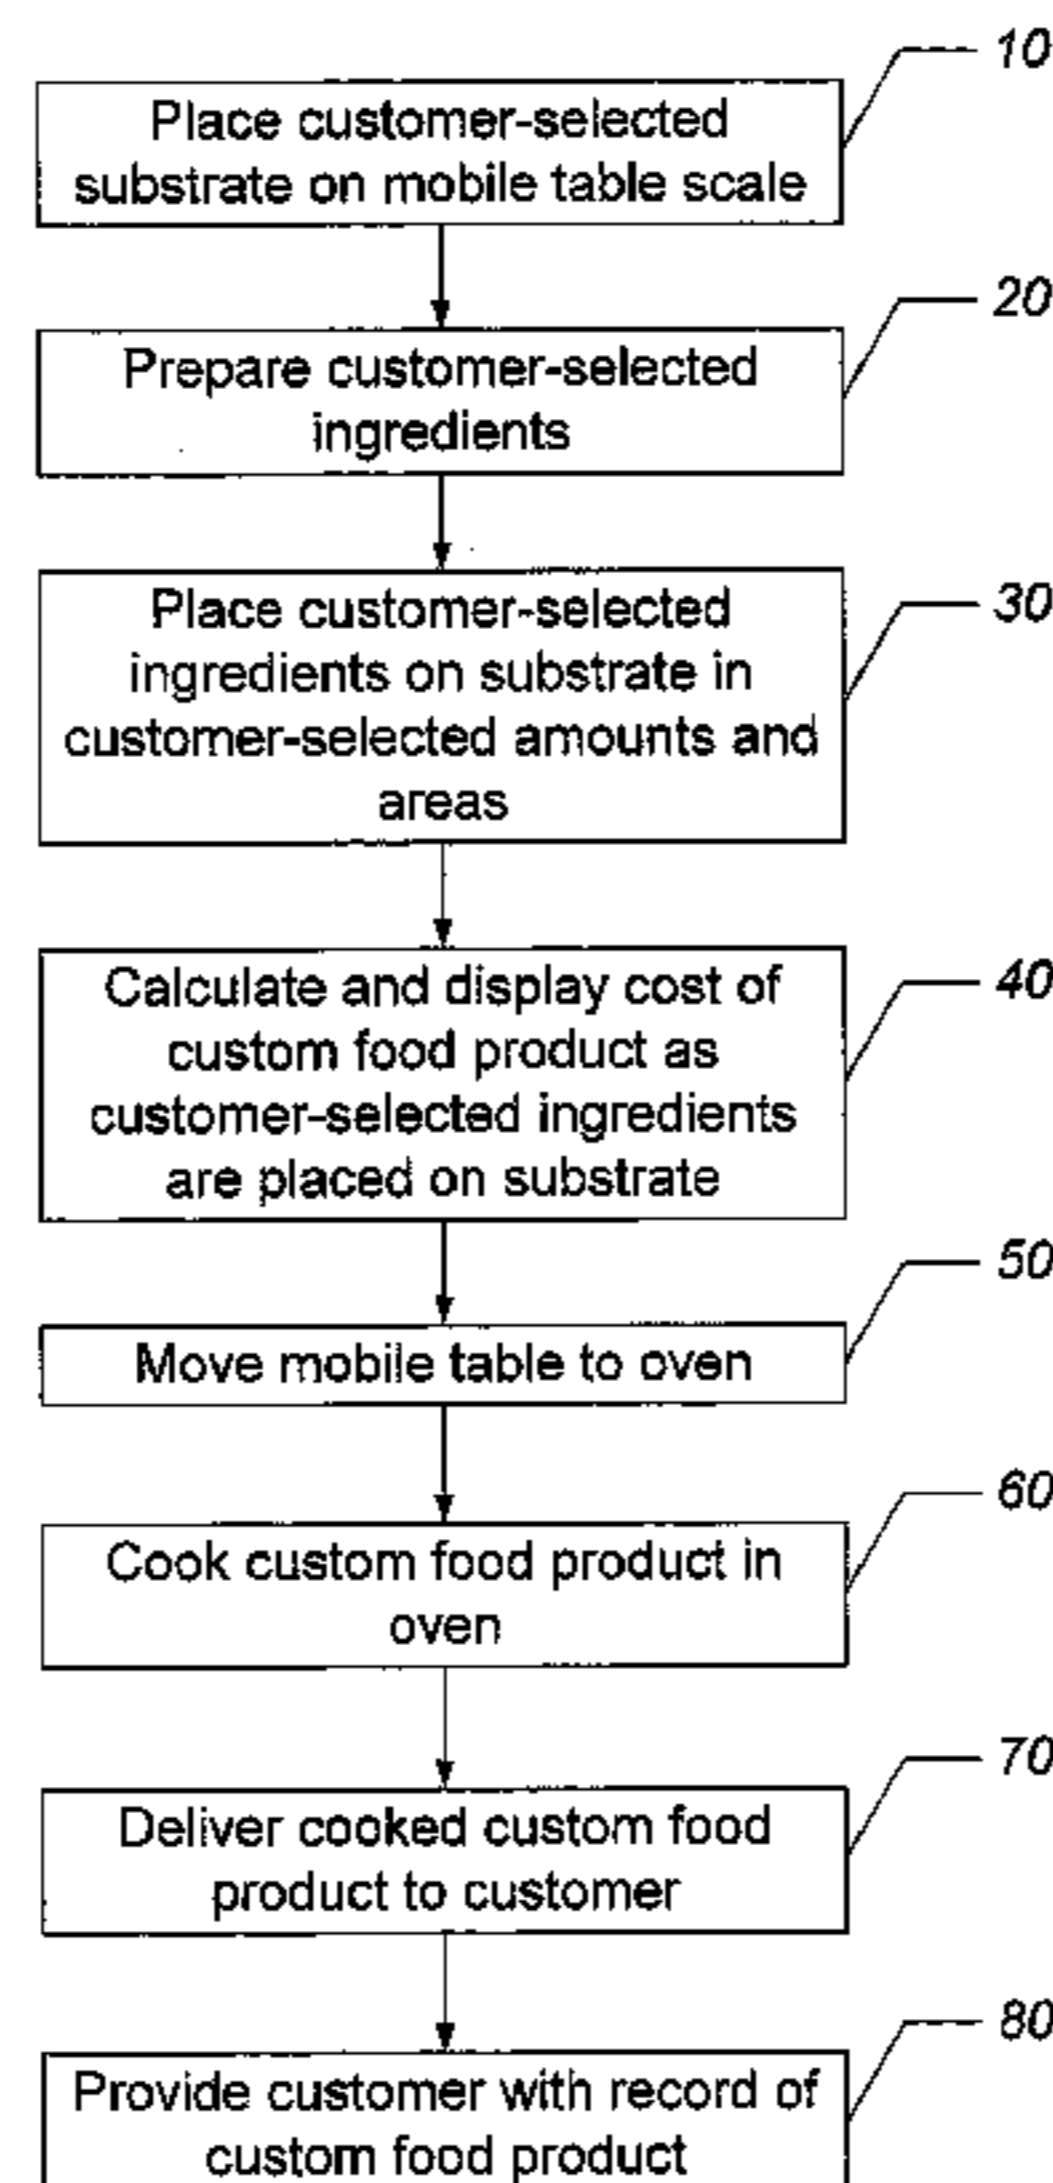 10
Place customer-selected
substrate on mobile table scale
20
Prepare customer-selected
ingredients
30
Place customer-selected
ingredients on substrate in
customer-selected amounts and
areas
40
Calculate and display cost of
custom food product as
customer-selected ingredients
are placed on substrate
50
Move mobile table to oven
60
Cook custom food product in
oven
70
Deliver cooked custom food
product to customer
80
Provide customer with record of
custom food product